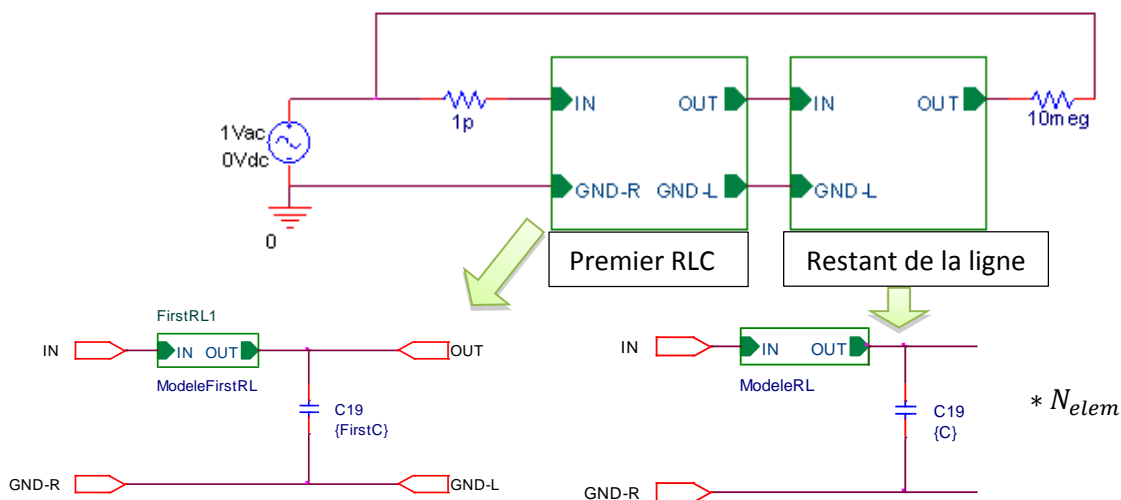 1Vac
0Vdc
0
1p
IN OUT
GND-R GND-L
IN OUT
GND-L
10meg
Premier RLC
Restant de la ligne
FirstRL1
IN
IN OUT
OUT
ModeleFirstRL
C19
{FirstC}
GND-R
GND-L
IN
IN OUT
ModeleRL
C19
{C}
* N_elem
GND-R